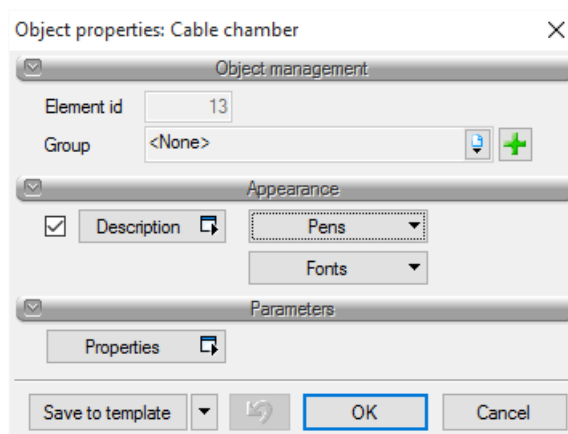 Object properties: Cable chamber
Object management
Element id 13
Group <None>
Appearance
Description Pens
Fonts
Parameters
Properties
Save to template OK Cancel